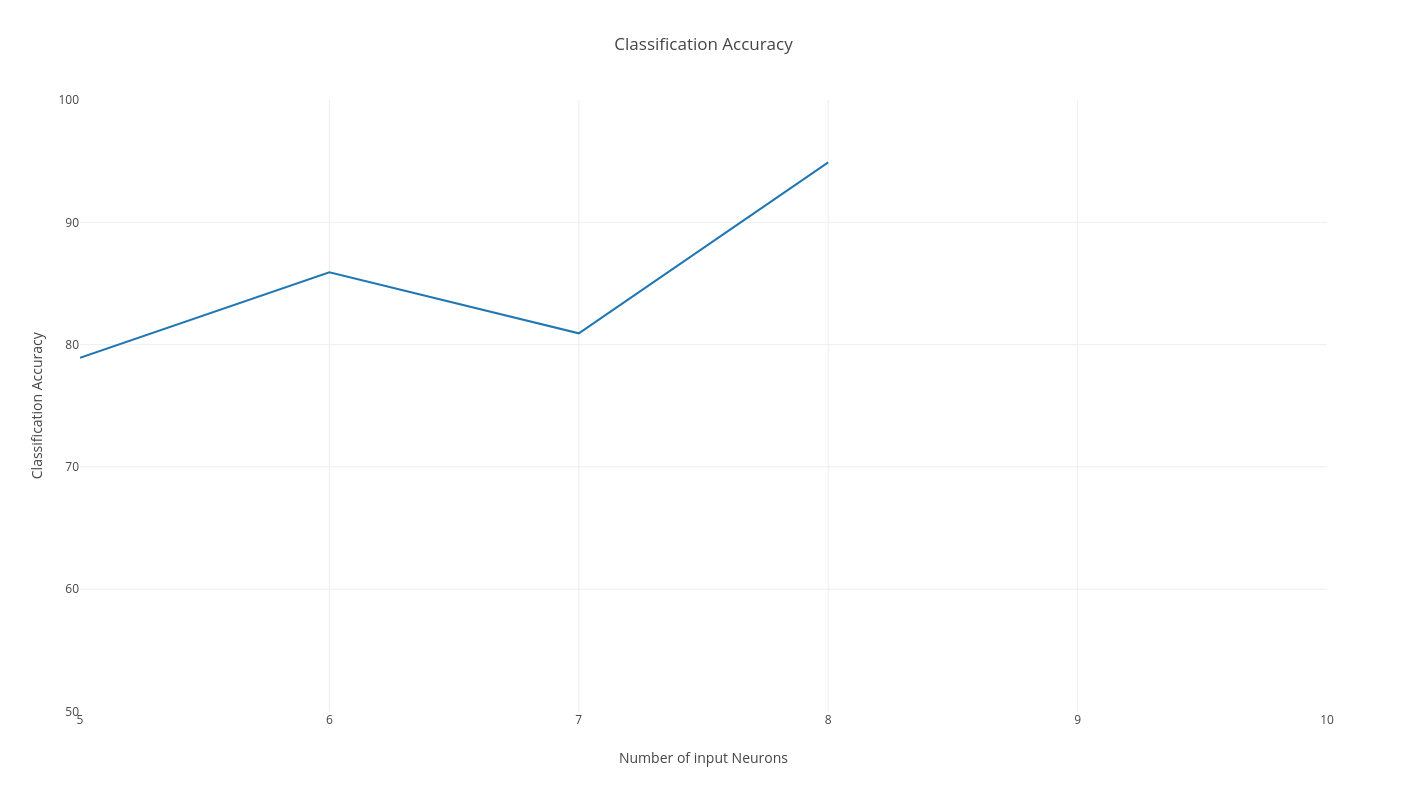 Classification Accuracy
100
90
80
70
60
50
Classification Accuracy
5 6 7 8 9 10
Number of input Neurons